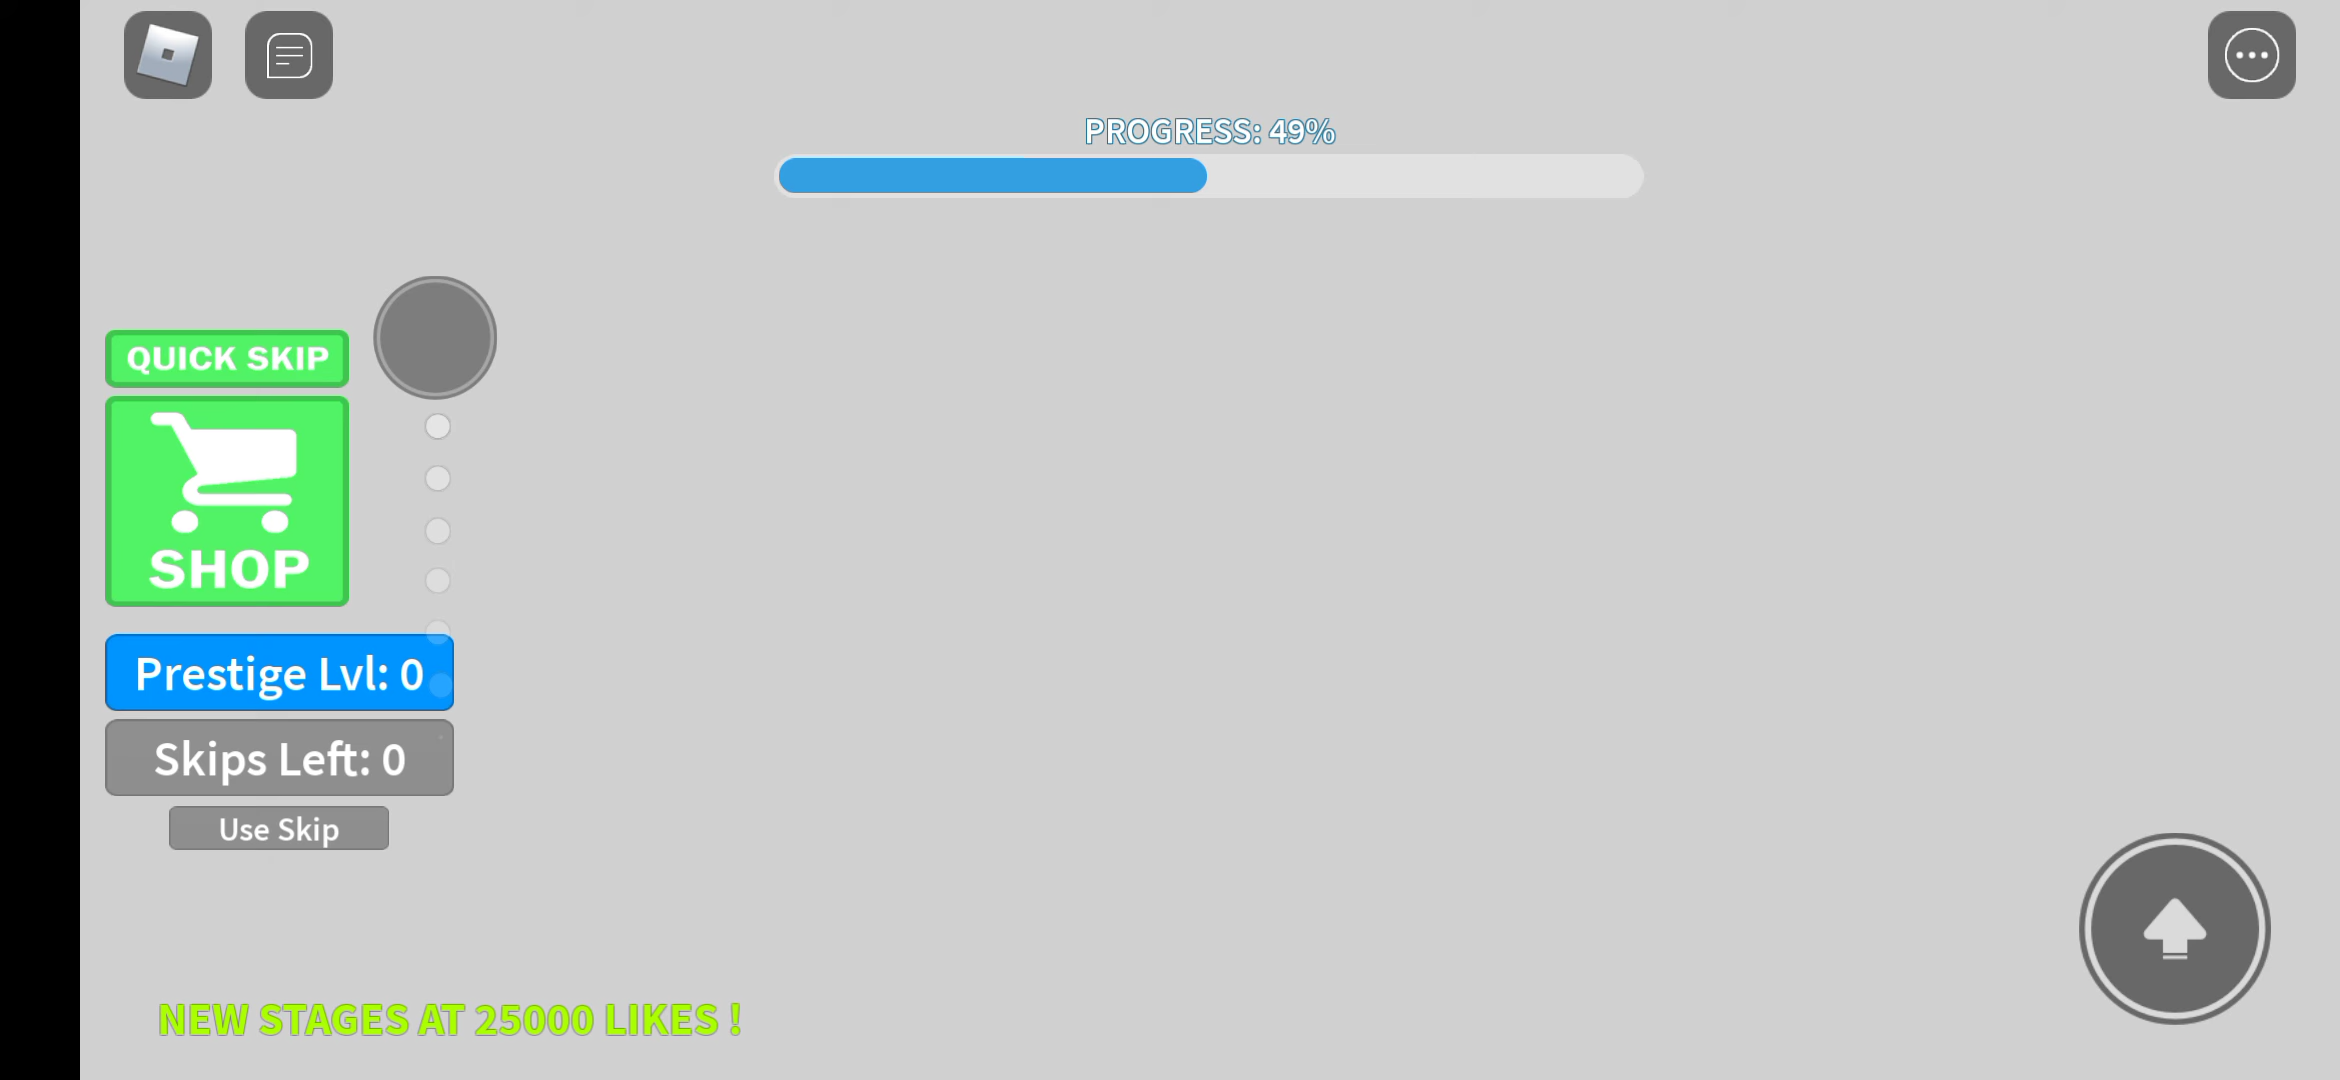 PROGRESS: 49%
QUICK SKIP
SHOP
Prestige Lvl: 0
Skips Left: 0
Use Skip
NEW STAGES AT 25000 LIKES !